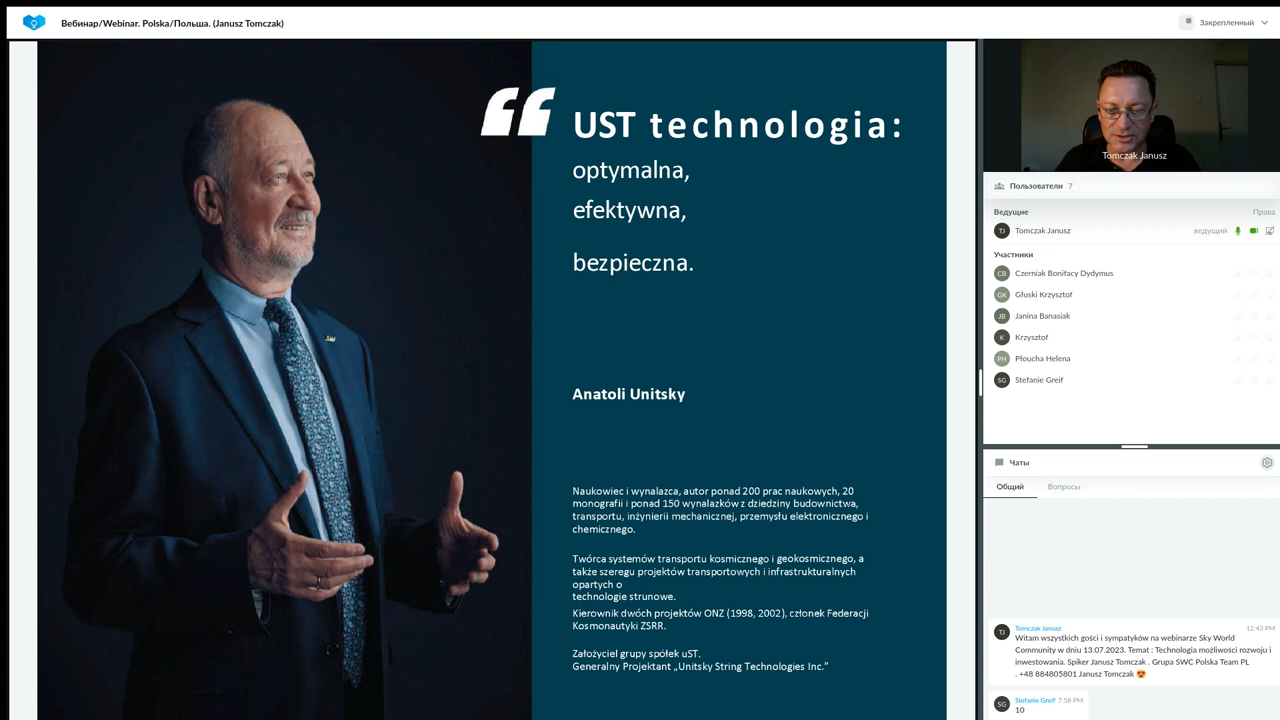 Вебинар/Webinar. Polska/Польша. (Janusz Tomczak)
Закрепленный
“
UST technologia:
optymalna,
efektywna,
bezpieczna.
Anatoli Unitsky
Naukowiec i wynalazca, autor ponad 200 prac naukowych, 20
monografii i ponad 150 wynalazków z dziedziny budownictwa,
transportu, inżynierii mechanicznej, przemysłu elektronicznego i
chemicznego.
Twórca systemów transportu kosmicznego i geokosmicznego, a
także szeregu projektów transportowych i infrastrukturalnych
opartych o
technologie strunowe.
Kierownik dwóch projektów ONZ (1998, 2002), członek Federacji
Kosmonautyki ZSRR.
Założyciel grupy spółek uST.
Generalny Projektant „Unitsky String Technologies Inc.”
Tomczak Janusz
Пользователи 7
Ведущие Права
TJ Tomczak Janusz ведущий
Участники
CB Czerniak Bonifacy Dydymus
GK Głuski Krzysztof
JB Janina Banasiak
K Krzysztof
PH Płoucha Helena
SG Stefanie Greif
Чаты
Общий Вопросы
TJ Tomczak Janusz 12:43 PM
Witam wszystkich gości i sympatyków na webinarze Sky World
Community w dniu 13.07.2023. Temat : Technologia możliwości rozwoju i
inwestowania. Spiker Janusz Tomczak . Grupa SWC Polska Team PL
. +48 884805801 Janusz Tomczak 😍
SG Stefanie Greif 7:58 PM
10